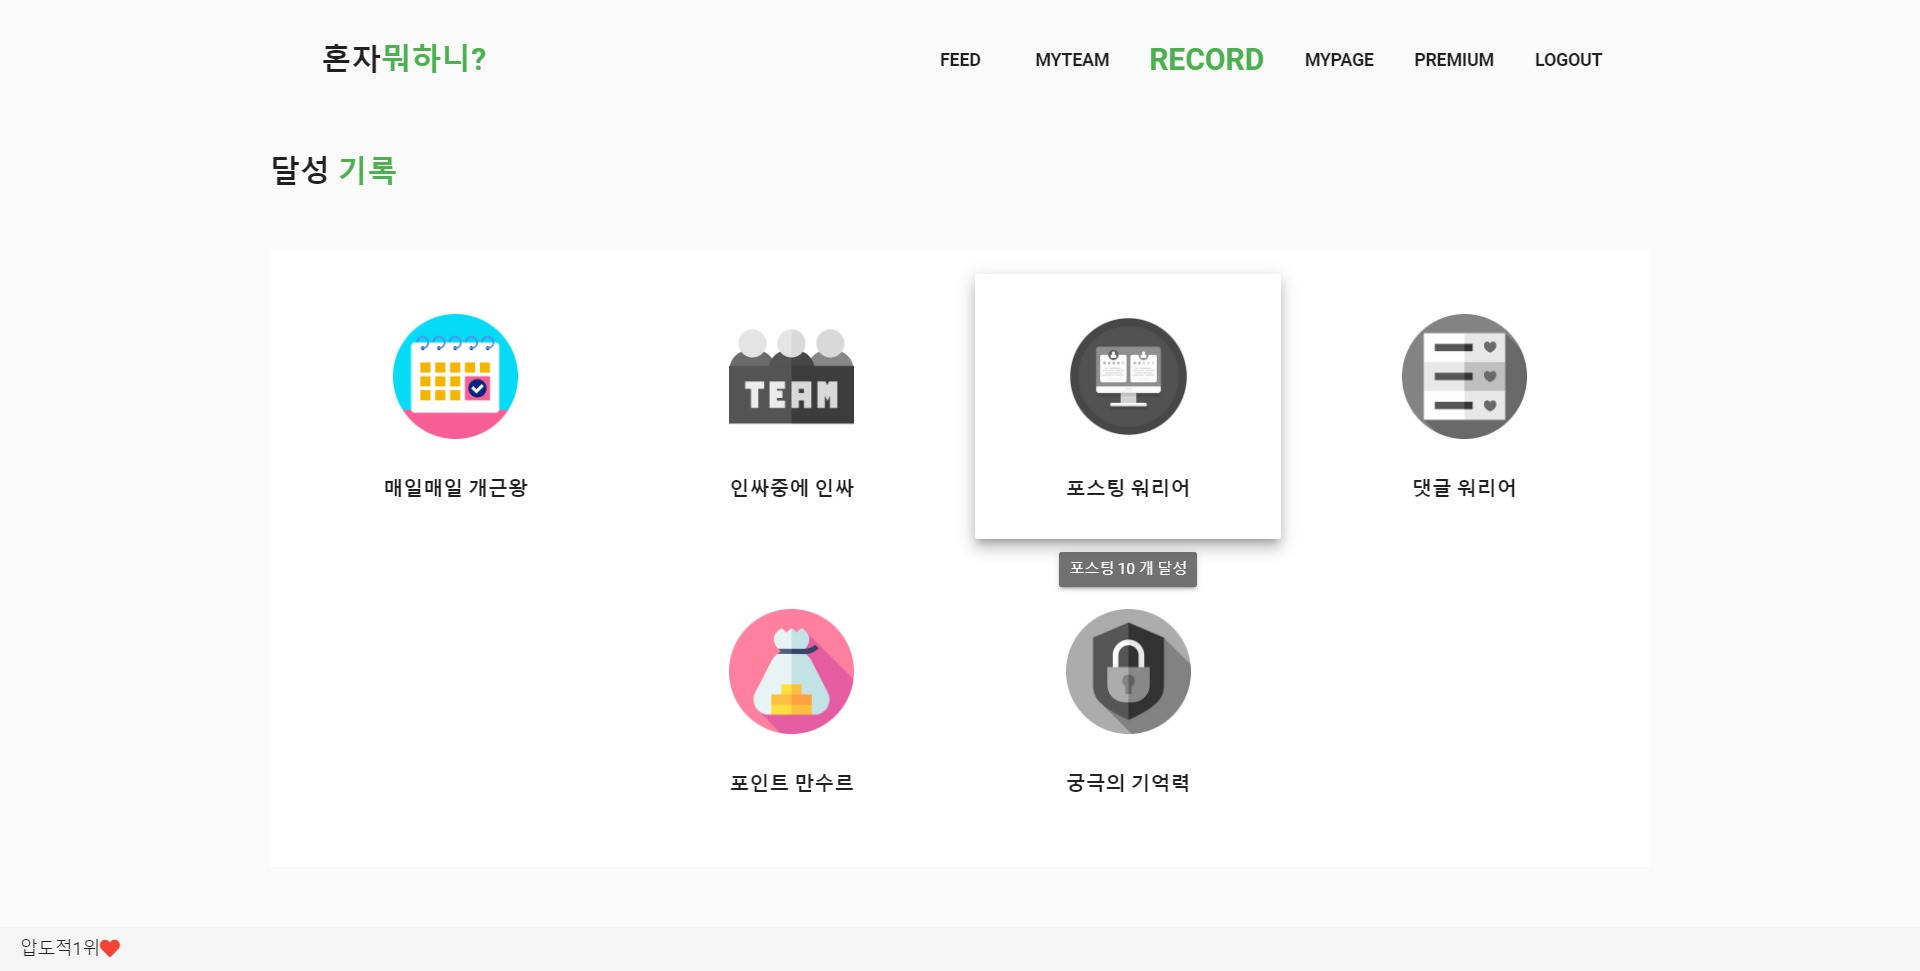 혼자뭐하니?
FEED MYTEAM RECORD MYPAGE PREMIUM LOGOUT
달성 기록
TEAM
매일매일 개근왕 인싸중에 인싸 포스팅 워리어 댓글 워리어
포스팅 10 개 달성
포인트 만수르 궁극의 기억력
압도적1위